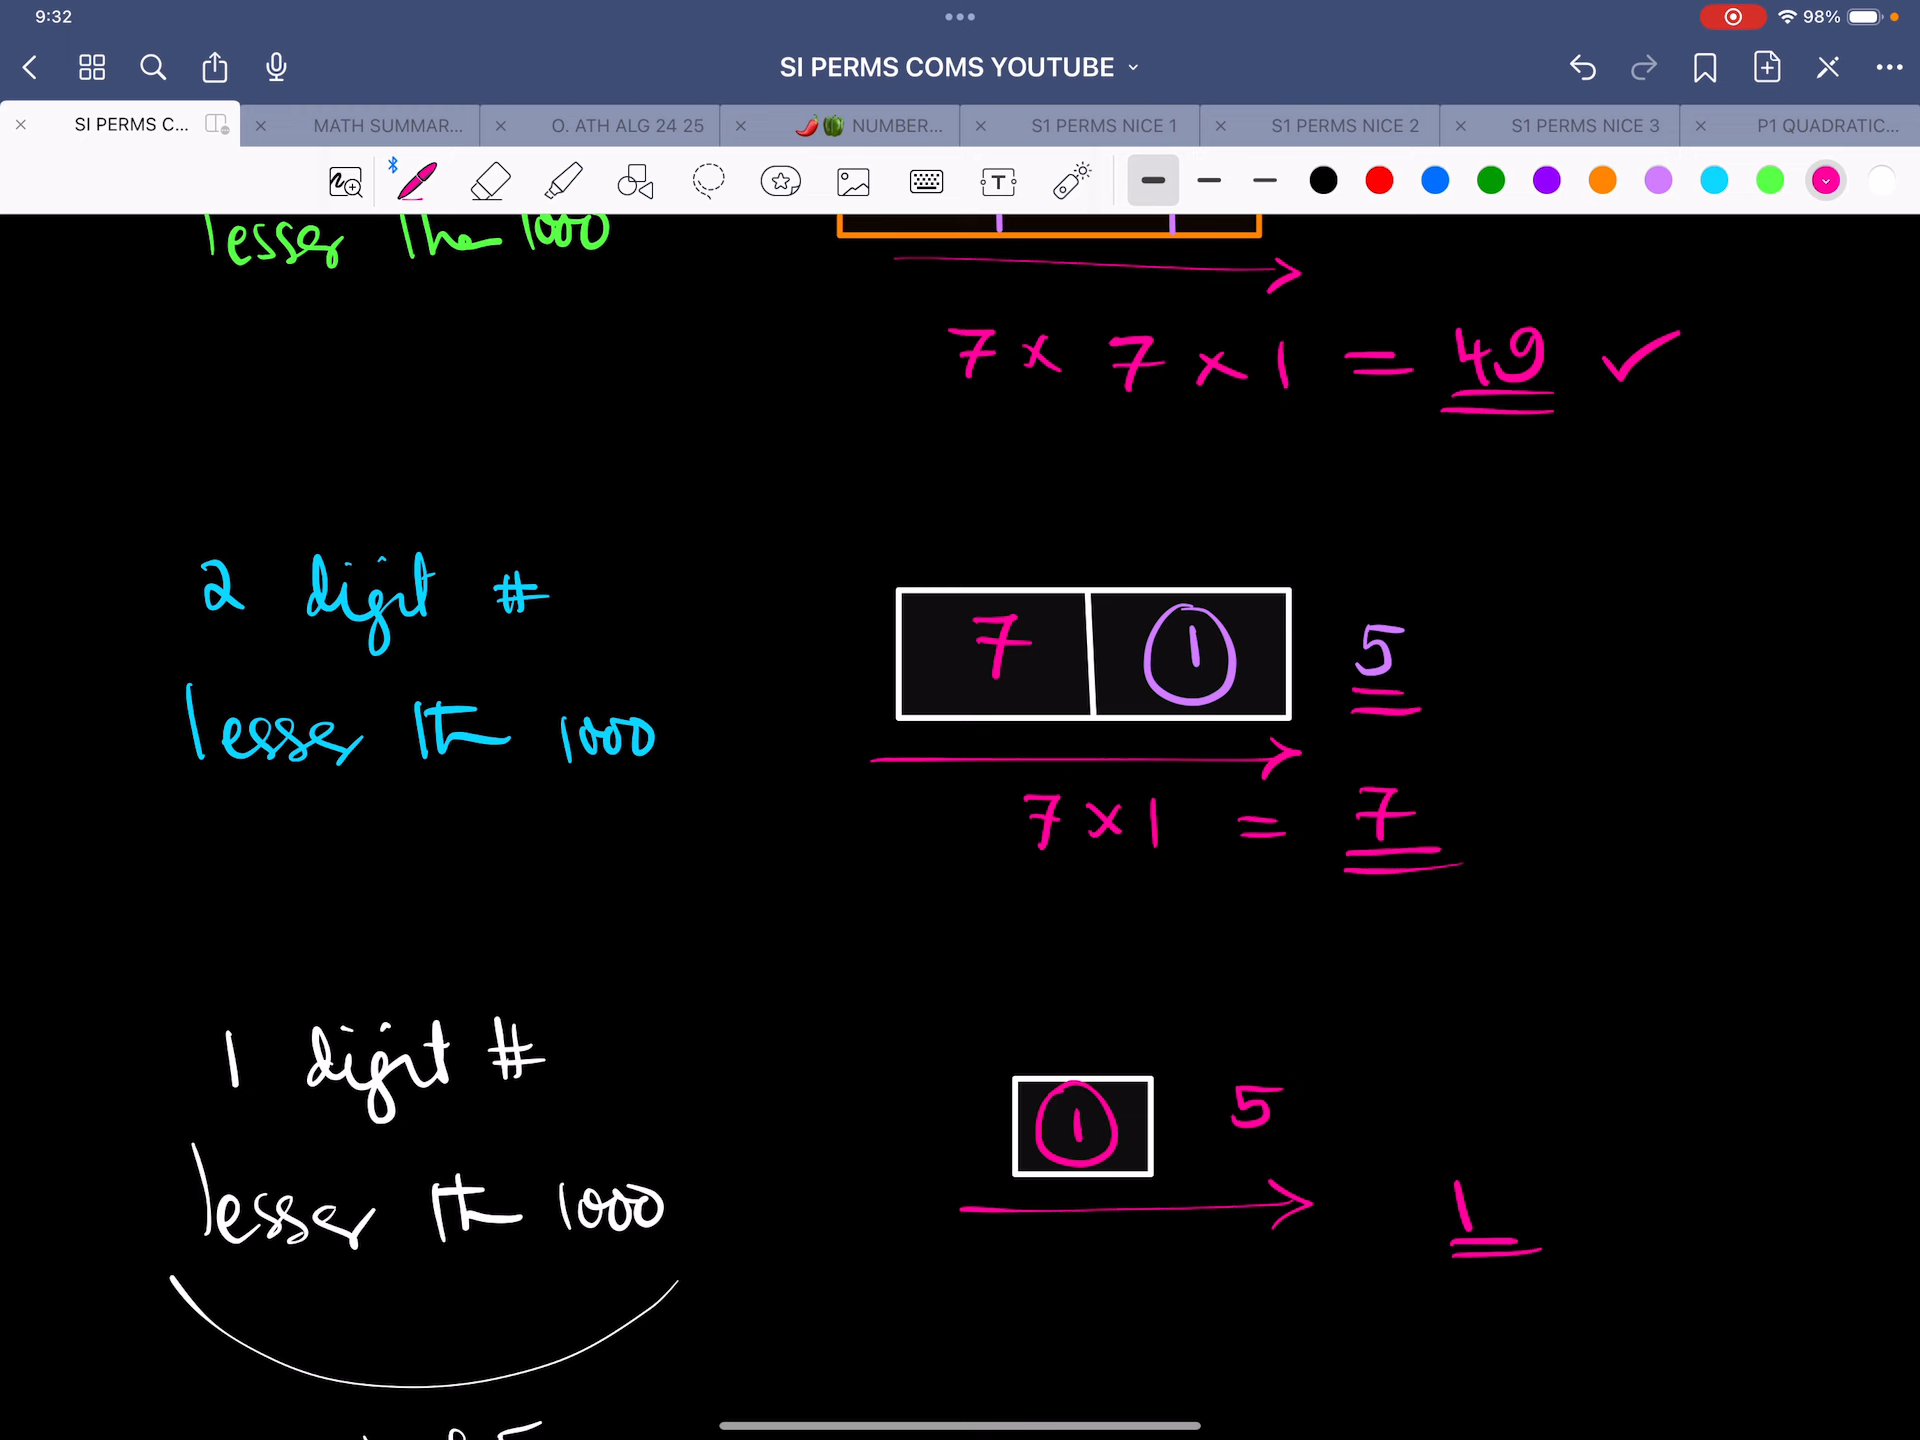 9:32
98%
SI PERMS COMS YOUTUBE
SI PERMS C...
MATH SUMMAR...
O. ATH ALG 24 25
🌶️🫑 NUMBER...
S1 PERMS NICE 1
S1 PERMS NICE 2
S1 PERMS NICE 3
P1 QUADRATIC...
lesser than 1000
7 × 7 × 1 = 49 ✓
2 digit #
7 1 5
lesser th 1000
7 × 1 = 7
1 digit #
1 5
lesser th 1000
1